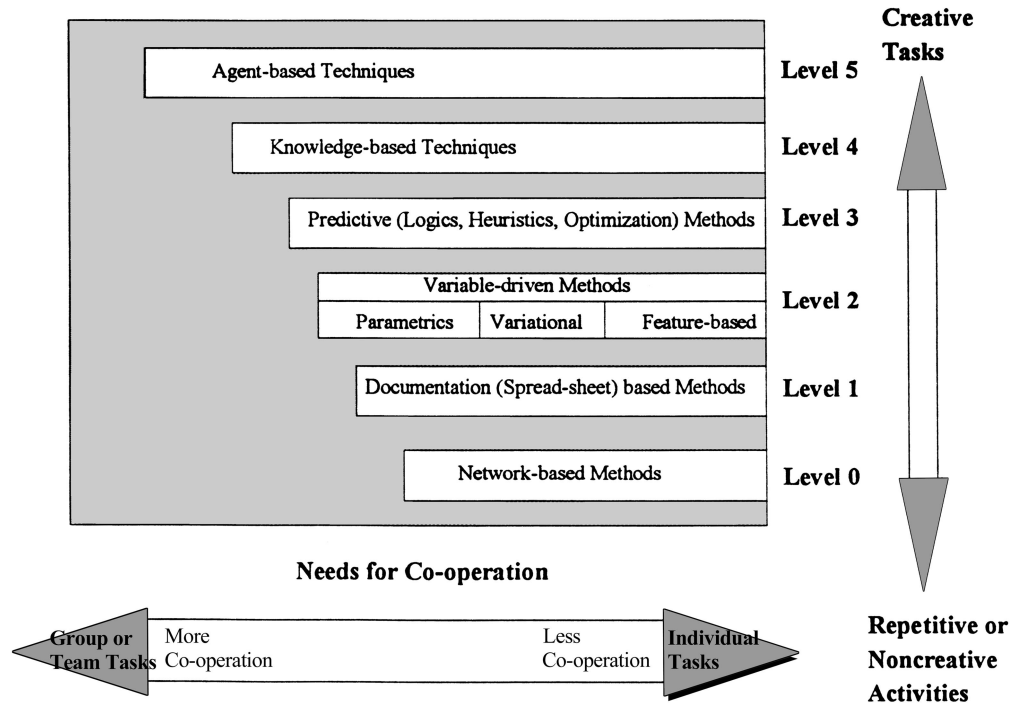 Creative
Tasks
Agent-based Techniques
Level 5
Knowledge-based Techniques
Level 4
Predictive (Logics, Heuristics, Optimization) Methods
Level 3
Variable-driven Methods
Level 2
Parametrics
Variational
Feature-based
Documentation (Spread-sheet) based Methods
Level 1
Network-based Methods
Level 0
Needs for Co-operation
Group or
Team Tasks
More
Co-operation
Less
Co-operation
Individual
Tasks
Repetitive or
Noncreative
Activities